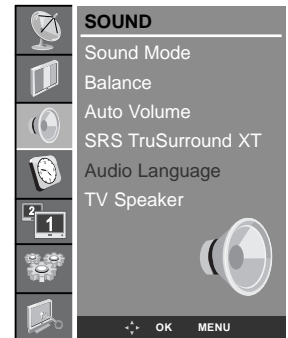 SOUND
Sound Mode
Balance
Auto Volume
SRS TruSurround XT
Audio Language
TV Speaker
2
1
OK MENU